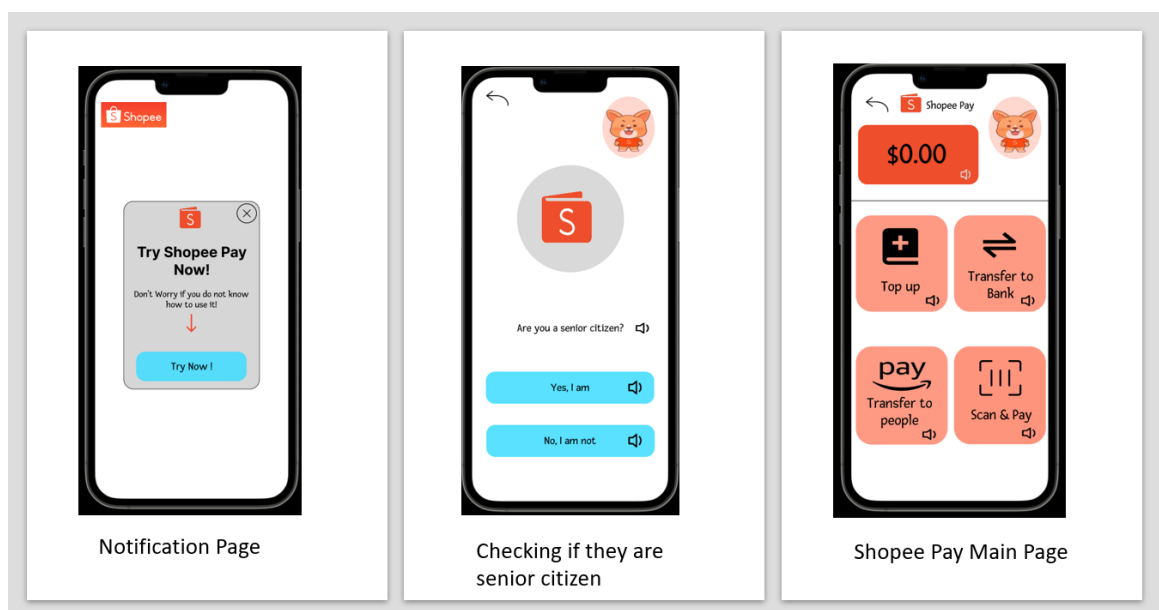 Shopee
S
Try Shopee Pay
Now!
Don't Worry if you do not know
how to use it!
Try Now !
Notification Page
S
Are you a senior citizen?
Yes, I am
No, I am not
Checking if they are
senior citizen
S Shopee Pay
$0.00
Top up
Transfer to
Bank
pay
Transfer to
people
Scan & Pay
Shopee Pay Main Page